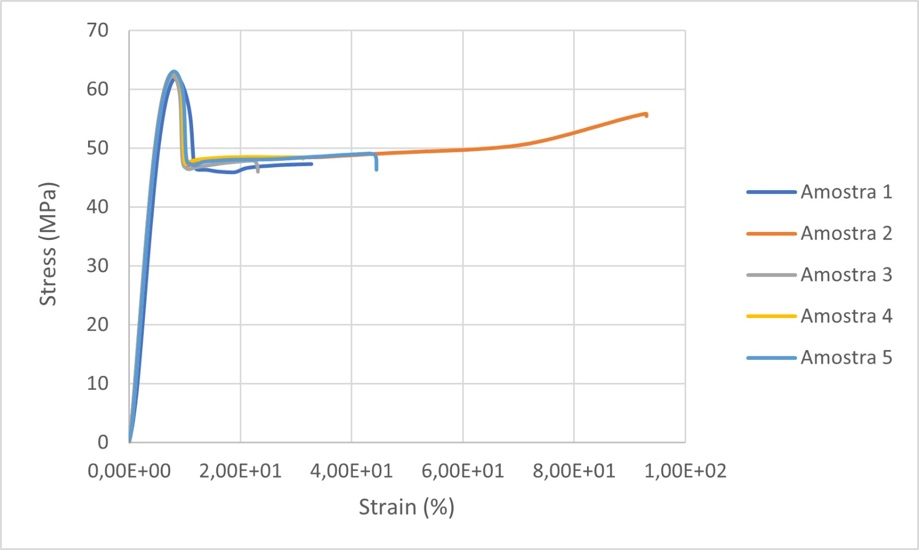 70
60
50
40
30
20
10
0
0,00E+00 2,00E+01 4,00E+01 6,00E+01 8,00E+01 1,00E+02
Stress (MPa)
Strain (%)
Amostra 1
Amostra 2
Amostra 3
Amostra 4
Amostra 5